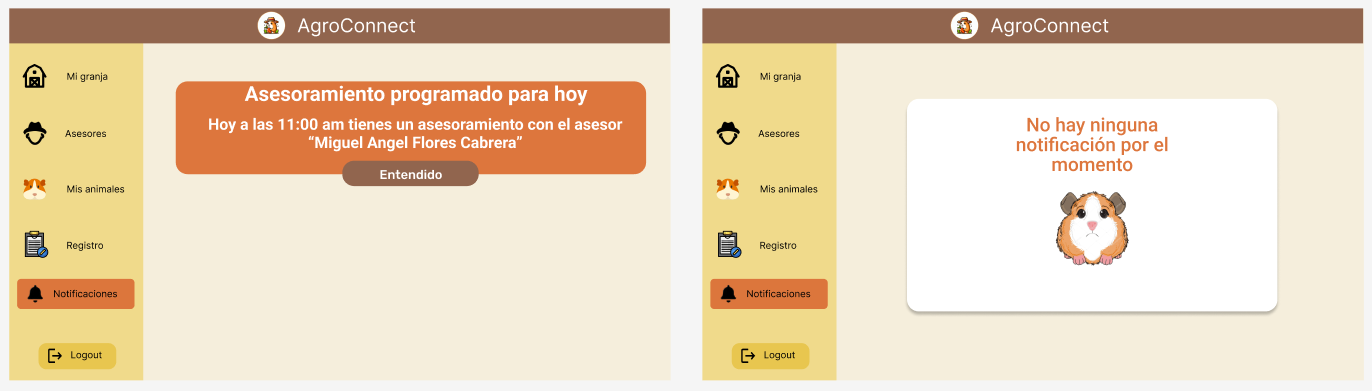 AgroConnect
Mi granja
Asesores
Mis animales
Registro
Notificaciones
Logout
Asesoramiento programado para hoy
Hoy a las 11:00 am tienes un asesoramiento con el asesor
“Miguel Angel Flores Cabrera”
Entendido
AgroConnect
Mi granja
Asesores
Mis animales
Registro
Notificaciones
Logout
No hay ninguna
notificación por el
momento